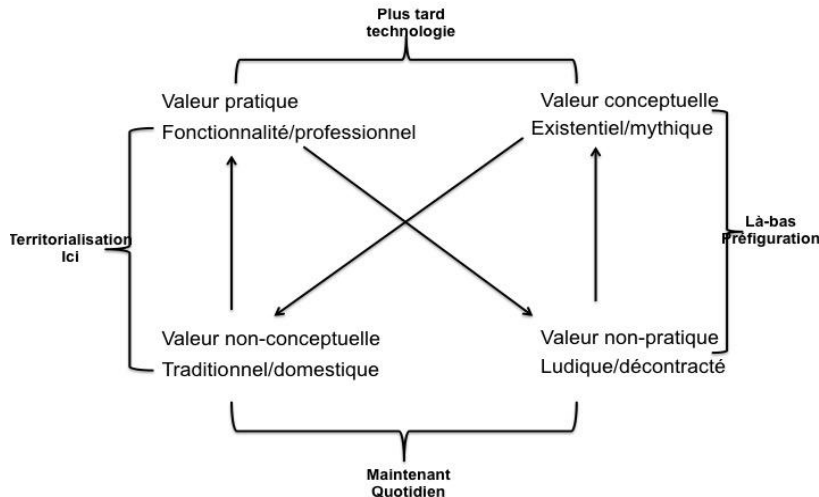 Plus tard
technologie
Valeur pratique
Fonctionnalité/professionnel
Valeur conceptuelle
Existentiel/mythique
Territorialisation
Ici
Là-bas
Préfiguration
Valeur non-conceptuelle
Traditionnel/domestique
Valeur non-pratique
Ludique/décontracté
Maintenant
Quotidien